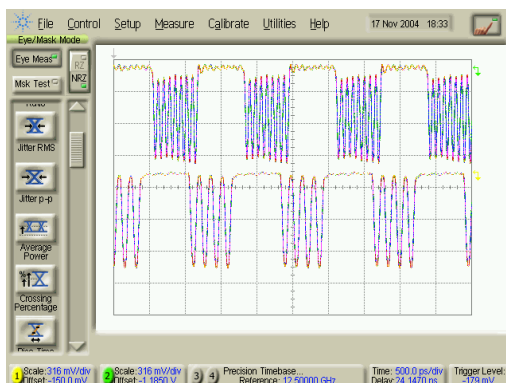 File Control Setup Measure Calibrate Utilities Help 17 Nov 2004 18:33
Eye/Mask Mode
Eye Meas
RZ
NRZ
Msk Test
Jitter RMS
Jitter p-p
Average Power
Crossing Percentage
1 Scale:316 mV/div
Offset:-150.0 mV
2 Scale:316 mV/div
Offset:-1.1850 V
3 4
Precision Timebase...
Reference: 12.50000 GHz
Time: 500.0 ps/div
Delay: 24.1470 ns
Trigger Level:
-179 mV